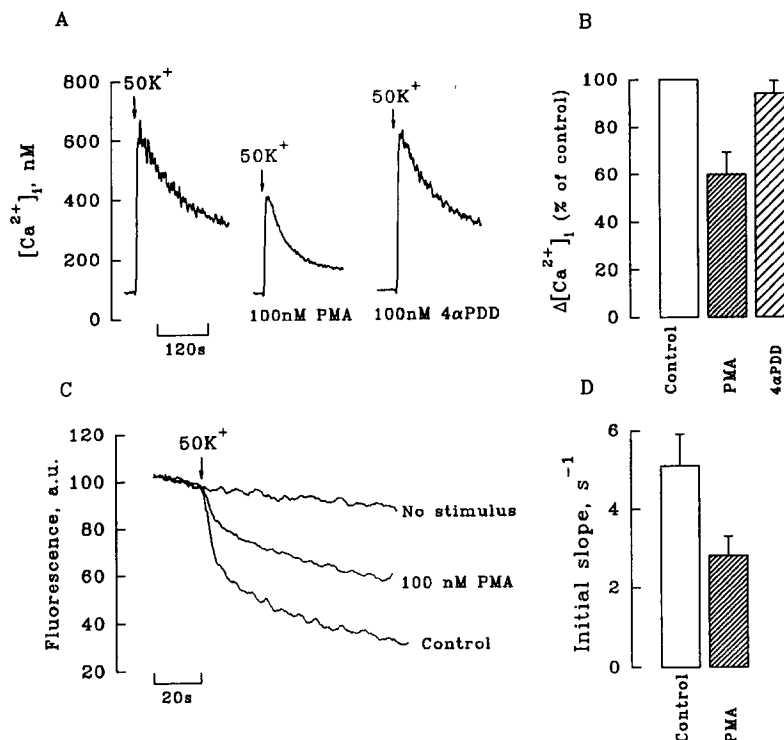 A
[Ca²⁺]ᵢ, nM
800
600
400
200
0
50K⁺
50K⁺
50K⁺
100nM PMA
100nM 4αPDD
120s
B
Δ[Ca²⁺]ᵢ (% of control)
100
80
60
40
20
0
Control
PMA
4αPDD
C
Fluorescence, a.u.
120
100
80
60
40
20
50K⁺
No stimulus
100 nM PMA
Control
20s
D
Initial slope, s⁻¹
6
4
2
0
Control
PMA